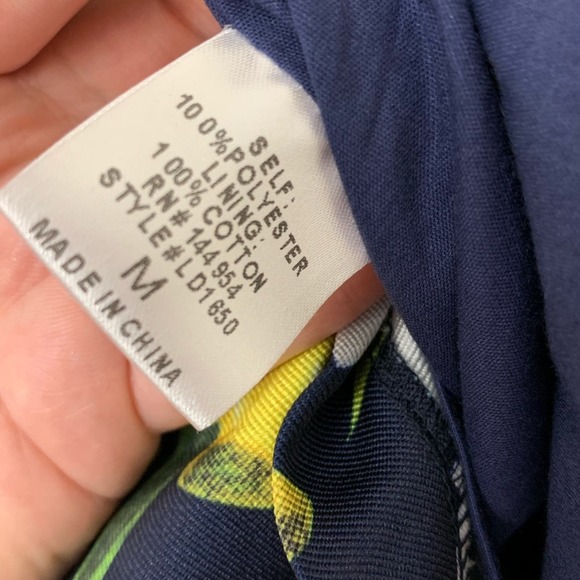 SELF:
100%POLYESTER
LINING:
100%COTTON
RN#144954
STYLE#LD1650
M
MADE IN CHINA